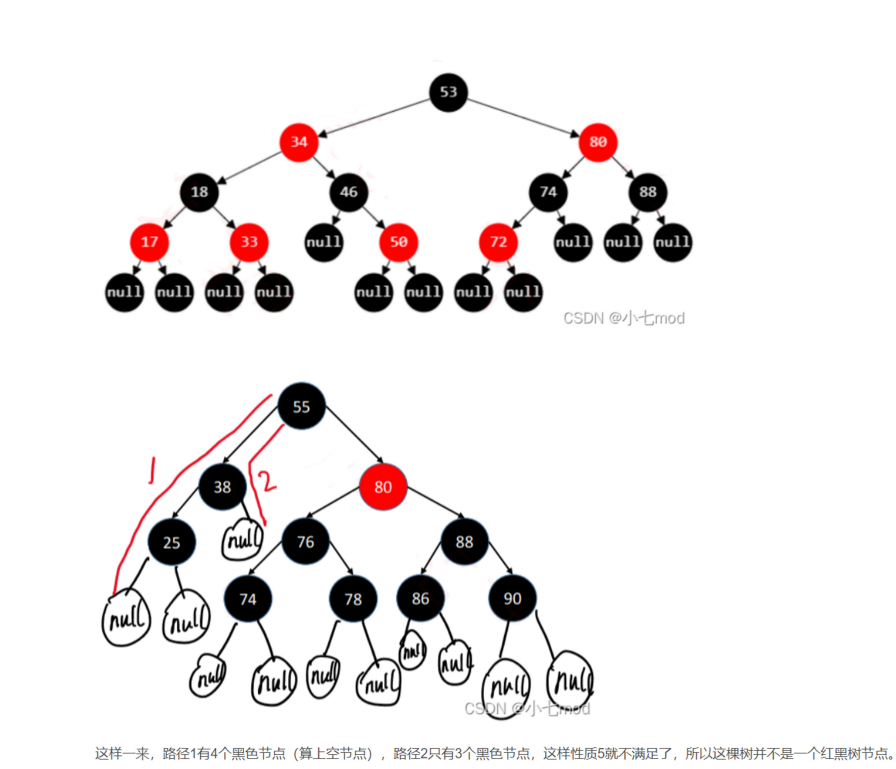 53
34 80
18 46 74 88
17 33 null 50 72 null null null
null null null null null null null null
CSDN @小七mod
55
1
38 2 80
25 null 76 88
null null 74 78 86 90
null null null null null null null null
CSDN @小七mod
这样一来，路径1有4个黑色节点（算上空节点），路径2只有3个黑色节点，这样性质5就不满足了，所以这棵树并不是一个红黑树节点。